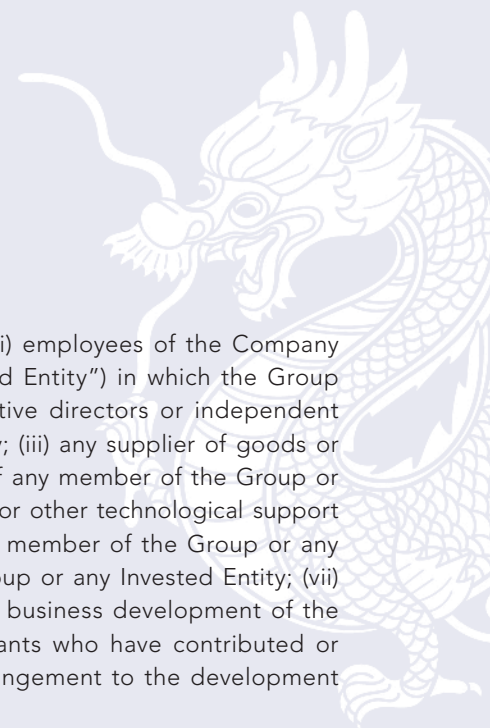 i) employees of the Company
d Entity”) in which the Group
tive directors or independent
; (iii) any supplier of goods or
any member of the Group or
or other technological support
member of the Group or any
up or any Invested Entity; (vii)
business development of the
ants who have contributed or
ngement to the development